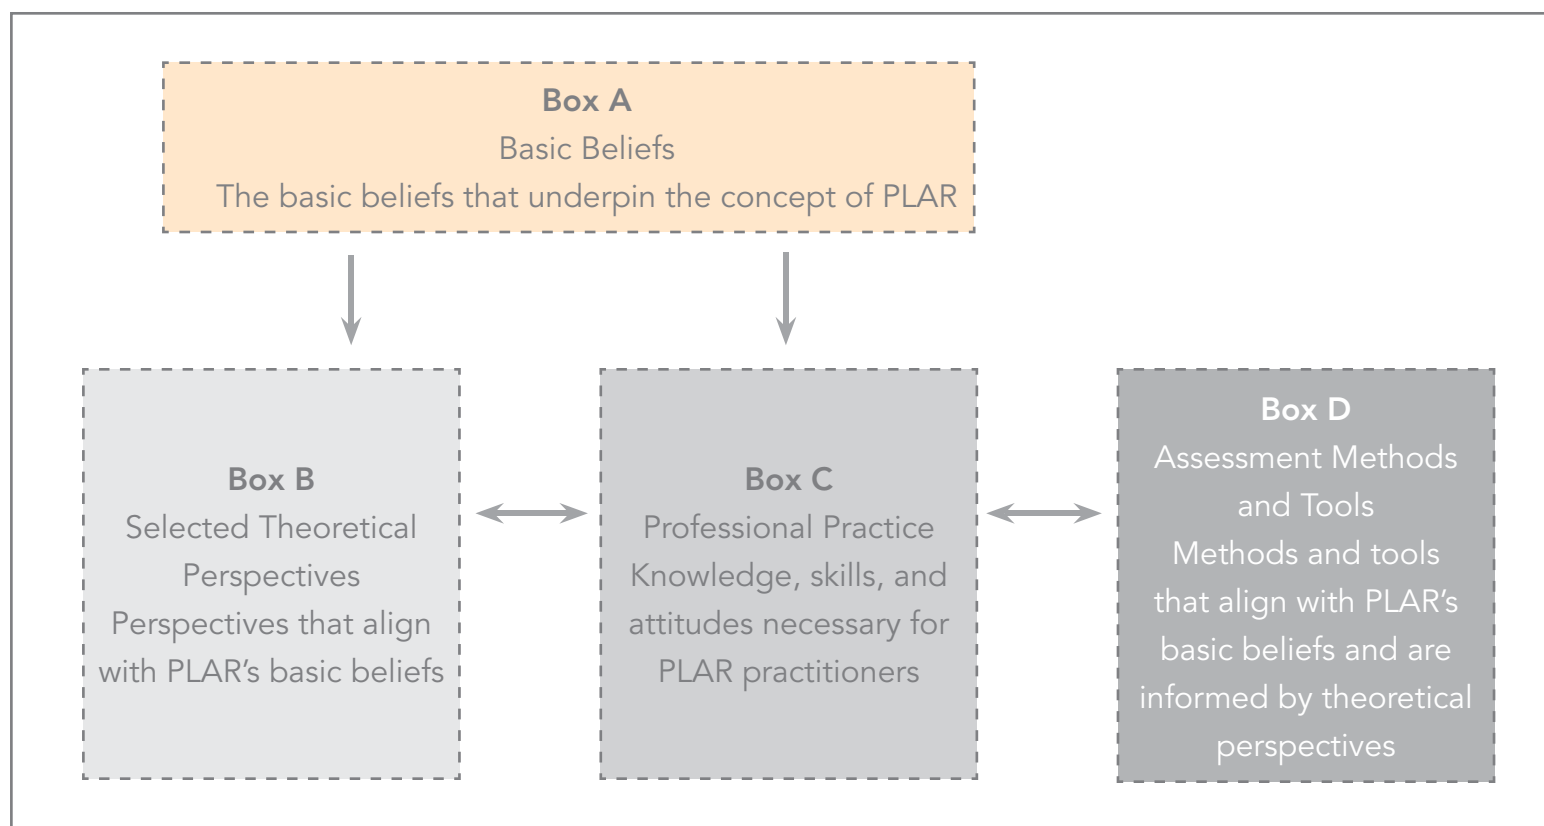 Box A
Basic Beliefs
The basic beliefs that underpin the concept of PLAR
Box B
Selected Theoretical
Perspectives
Perspectives that align
with PLAR’s basic beliefs
Box C
Professional Practice
Knowledge, skills, and
attitudes necessary for
PLAR practitioners
Box D
Assessment Methods
and Tools
Methods and tools
that align with PLAR’s
basic beliefs and are
informed by theoretical
perspectives